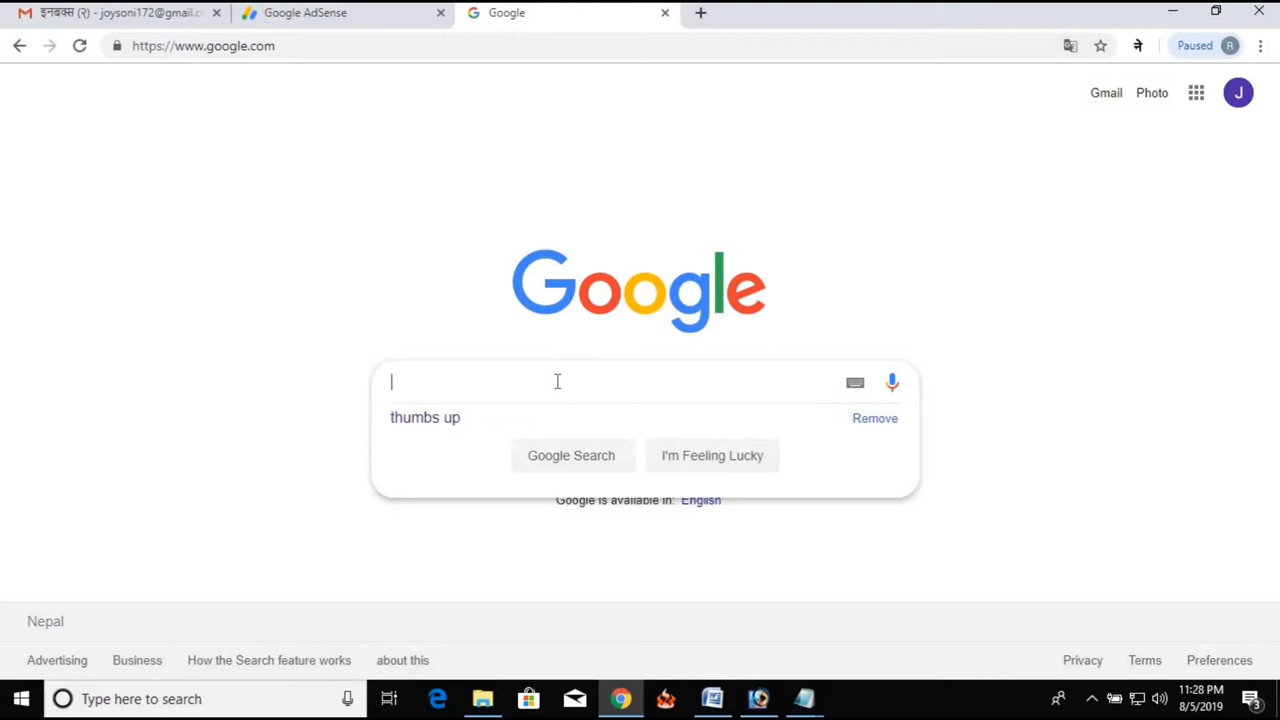 इनबक्स (२) - joysoni172@gmail.c
Google AdSense
Google
https://www.google.com
ने
Paused
R
Gmail
Photo
J
Google
thumbs up
Remove
Google Search
I'm Feeling Lucky
Google is available in: English
Nepal
Advertising
Business
How the Search feature works
about this
Privacy
Terms
Preferences
Type here to search
11:28 PM
8/5/2019
3